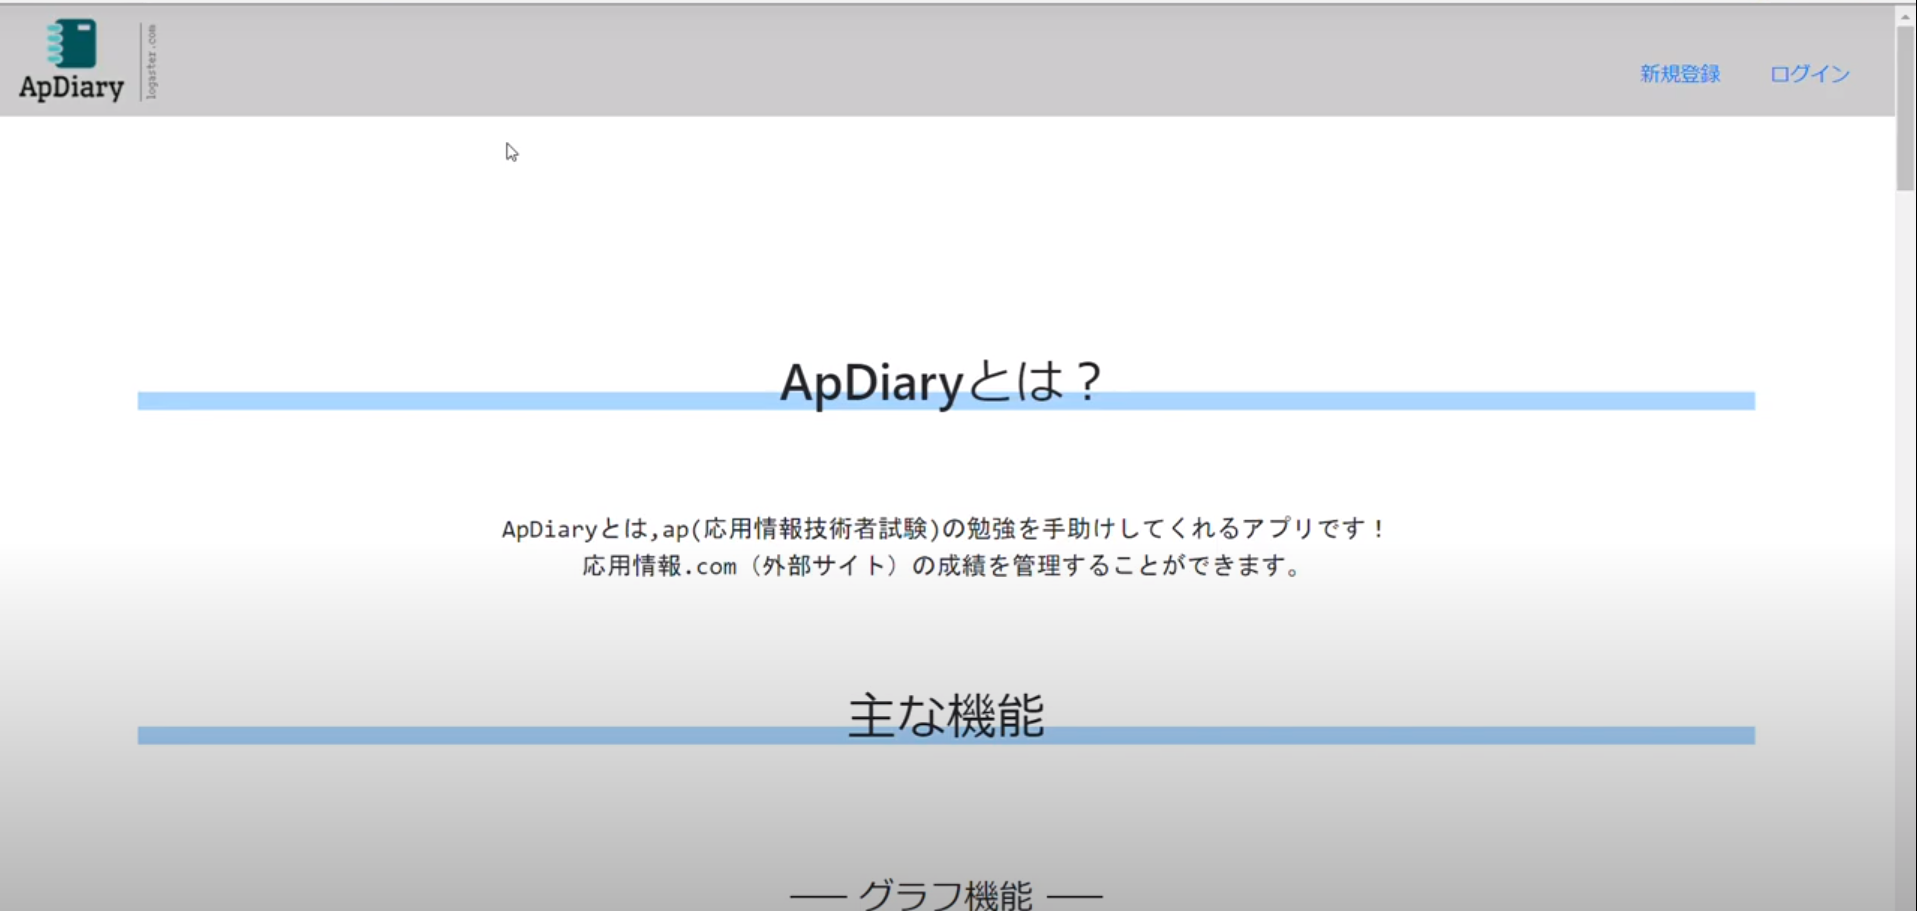 ApDiary
logaster.com
新規登録 ログイン
ApDiaryとは？
ApDiaryとは,ap(応用情報技術者試験)の勉強を手助けしてくれるアプリです！
応用情報.com（外部サイト）の成績を管理することができます。
主な機能
グラフ機能